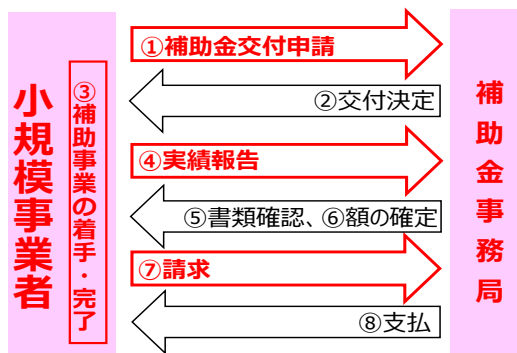 小規模事業者
③補助事業の着手・完了
①補助金交付申請
②交付決定
④実績報告
⑤書類確認、⑥額の確定
⑦請求
⑧支払
補助金事務局